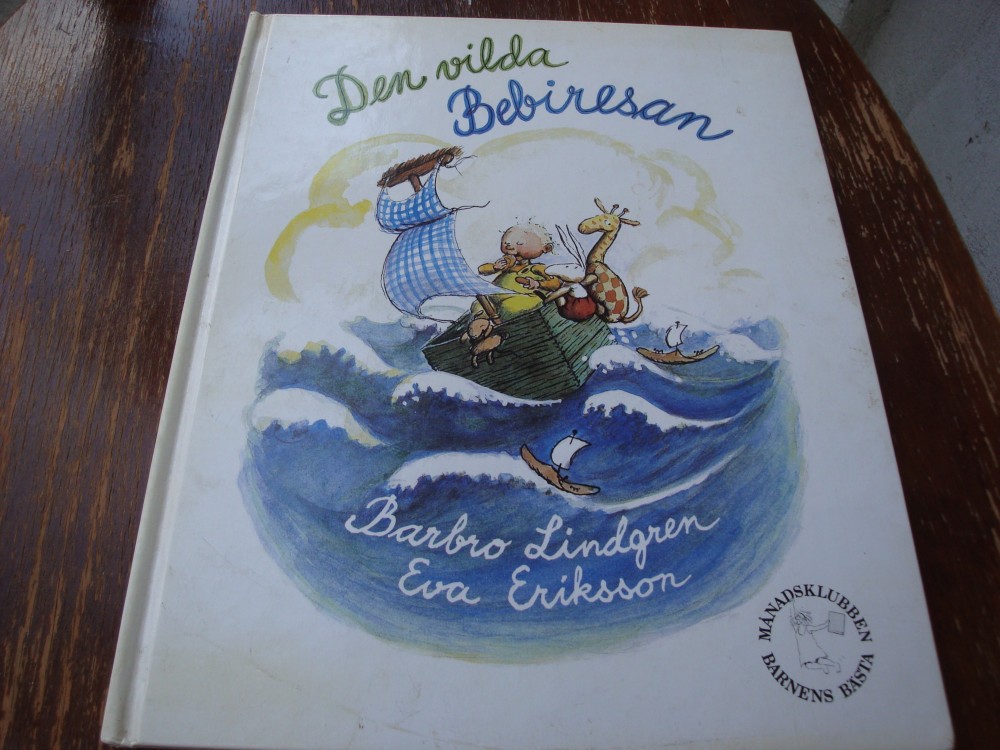 Den vilda
Bebiresan
Barbro Lindgren
Eva Eriksson
MÅNADSKLUBBEN
BARNENS BÄSTA